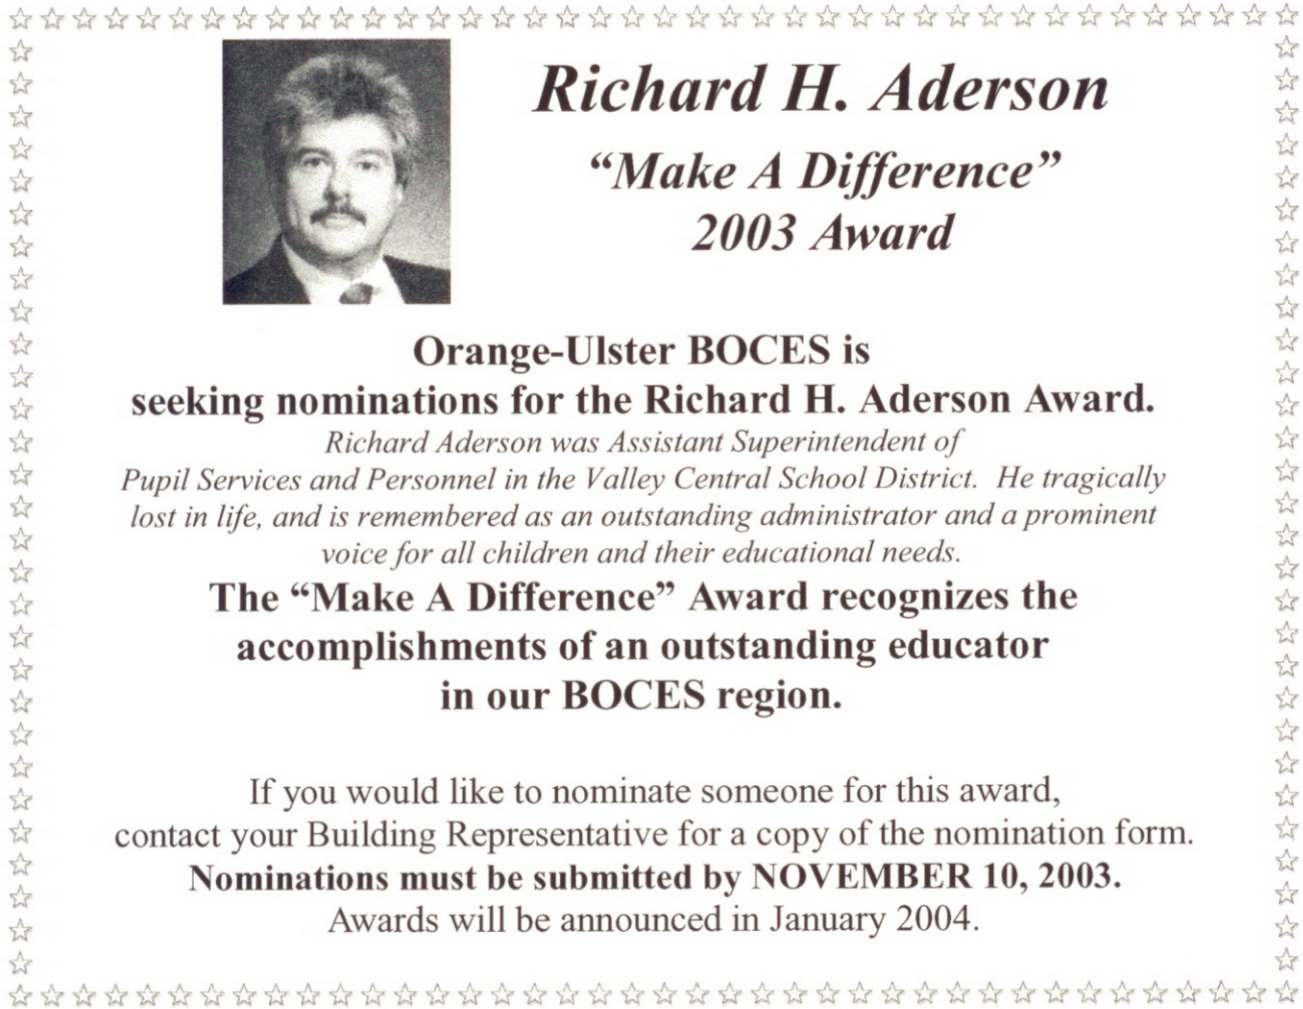 Richard H. Aderson
“Make A Difference”
2003 Award
Orange-Ulster BOCES is
seeking nominations for the Richard H. Aderson Award.
Richard Aderson was Assistant Superintendent of
Pupil Services and Personnel in the Valley Central School District. He tragically
lost in life, and is remembered as an outstanding administrator and a prominent
voice for all children and their educational needs.
The “Make A Difference” Award recognizes the
accomplishments of an outstanding educator
in our BOCES region.
If you would like to nominate someone for this award,
contact your Building Representative for a copy of the nomination form.
Nominations must be submitted by NOVEMBER 10, 2003.
Awards will be announced in January 2004.